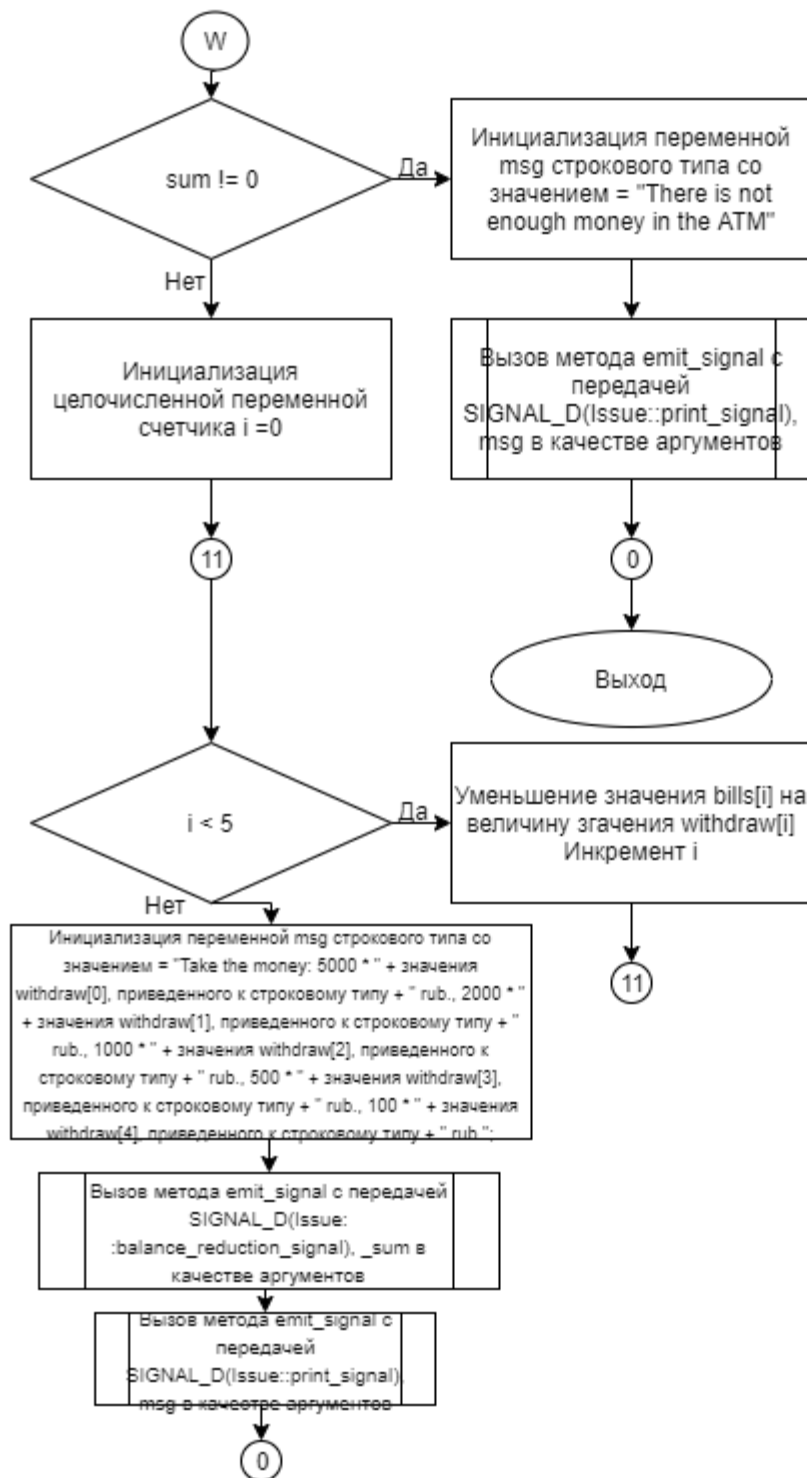 W
sum != 0
Да
Инициализация переменной
msg строкового типа со
значением = "There is not
enough money in the ATM"
Нет
Инициализация
целочисленной переменной
счетчика i =0
Вызов метода emit_signal с
передачей
SIGNAL_D(Issue::print_signal),
msg в качестве аргументов
11
0
Выход
i < 5
Да
Уменьшение значения bills[i] на
величину згачения withdraw[i]
Инкремент i
Нет
11
Инициализация переменной msg строкового типа со
значением = "Take the money: 5000 * " + значения
withdraw[0], приведенного к строковому типу + " rub., 2000 * "
+ значения withdraw[1], приведенного к строковому типу + "
rub., 1000 * " + значения withdraw[2], приведенного к
строковому типу + " rub., 500 * " + значения withdraw[3],
приведенного к строковому типу + " rub., 100 * " + значения
withdraw[4], приведенного к строковому типу + " rub.";
Вызов метода emit_signal с передачей
SIGNAL_D(Issue:
:balance_reduction_signal), _sum в
качестве аргументов
Вызов метода emit_signal с
передачей
SIGNAL_D(Issue::print_signal),
msg в качестве аргументов
0